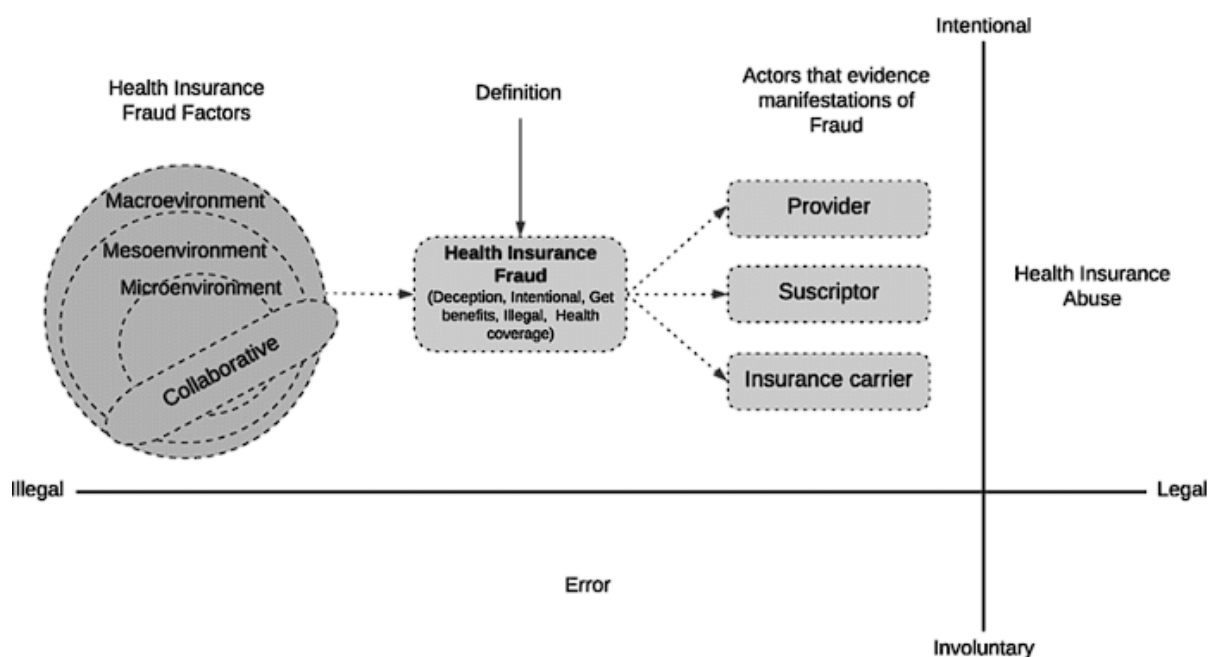 Intentional
Health Insurance
Fraud Factors
Definition
Actors that evidence
manifestations of
Fraud
Macroevironment
Mesoenvironment
Microenvironment
Collaborative
Health Insurance
Fraud
(Deception, Intentional, Get
benefits, Illegal, Health
coverage)
Provider
Suscriptor
Insurance carrier
Health Insurance
Abuse
Illegal
Legal
Error
Involuntary